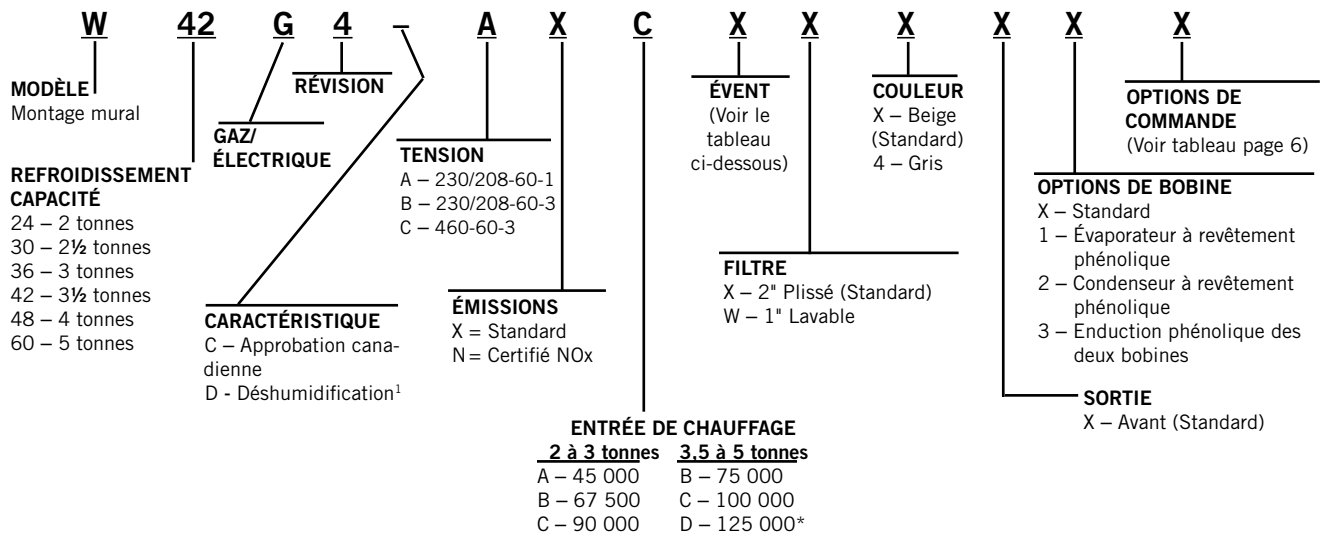 W 42 G 4 – A X C X X X X X X
MODÈLE
Montage mural
REFROIDISSEMENT
CAPACITÉ
24 – 2 tonnes
30 – 2½ tonnes
36 – 3 tonnes
42 – 3½ tonnes
48 – 4 tonnes
60 – 5 tonnes
GAZ/
ÉLECTRIQUE
RÉVISION
CARACTÉRISTIQUE
C – Approbation cana-
dienne
D - Déshumidification1
TENSION
A – 230/208-60-1
B – 230/208-60-3
C – 460-60-3
ÉMISSIONS
X = Standard
N = Certifié NOx
ENTRÉE DE CHAUFFAGE
2 à 3 tonnes 3,5 à 5 tonnes
A – 45 000 B – 75 000
B – 67 500 C – 100 000
C – 90 000 D – 125 000*
ÉVENT
(Voir le
tableau
ci-dessous)
FILTRE
X – 2" Plissé (Standard)
W – 1" Lavable
COULEUR
X – Beige
(Standard)
4 – Gris
SORTIE
X – Avant (Standard)
OPTIONS DE BOBINE
X – Standard
1 – Évaporateur à revêtement
phénolique
2 – Condenseur à revêtement
phénolique
3 – Enduction phénolique des
deux bobines
OPTIONS DE
COMMANDE
(Voir tableau page 6)